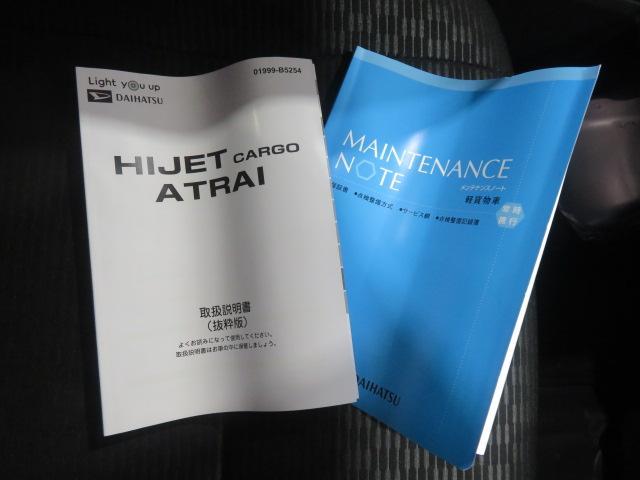 Light you up
DAIHATSU
01999-B5254
HIJET CARGO
ATRAI
取扱説明書
(抜粋版)
よくお読みになって使用してください。
取扱説明書はお車の中に保管しましょう。
MAINTENANCE
NOTE
メンテナンスノート
軽貨物車
•点検整備方式 •サービス網 •点検整備記録簿
携行
DAIHATSU